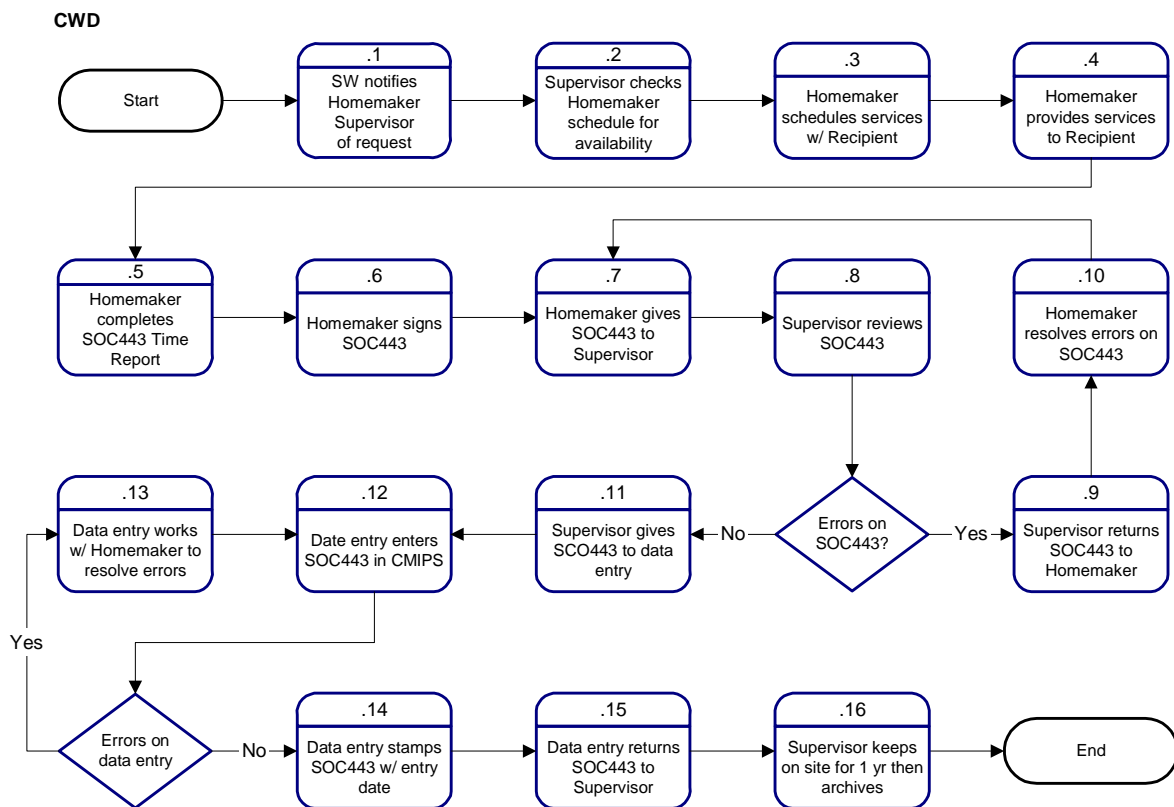 CWD
Start
.1
SW notifies
Homemaker
Supervisor
of request
.2
Supervisor checks
Homemaker
schedule for
availability
.3
Homemaker
schedules services
w/ Recipient
.4
Homemaker
provides services
to Recipient
.5
Homemaker
completes
SOC443 Time
Report
.6
Homemaker signs
SOC443
.7
Homemaker gives
SOC443 to
Supervisor
.8
Supervisor reviews
SOC443
.10
Homemaker
resolves errors on
SOC443
.13
Data entry works
w/ Homemaker to
resolve errors
.12
Date entry enters
SOC443 in CMIPS
.11
Supervisor gives
SCO443 to data
entry
No
Errors on
SOC443?
Yes
.9
Supervisor returns
SOC443 to
Homemaker
Yes
Errors on
data entry
No
.14
Data entry stamps
SOC443 w/ entry
date
.15
Data entry returns
SOC443 to
Supervisor
.16
Supervisor keeps
on site for 1 yr then
archives
End